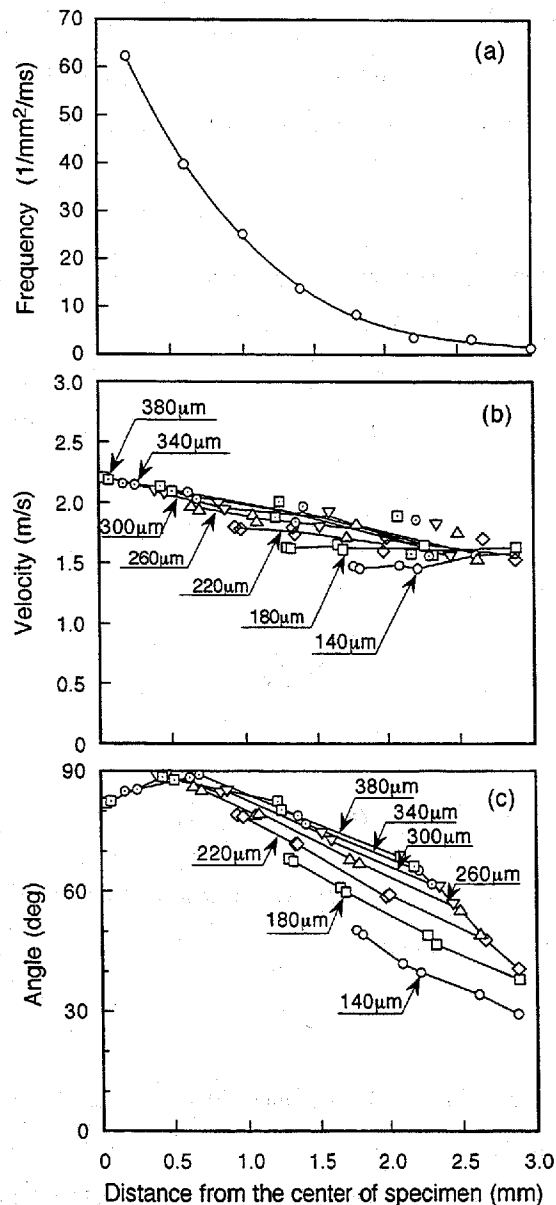 (a)
70
60
50
40
30
20
10
0
Frequency (1/mm²/ms)
(b)
3.0
2.5
2.0
1.5
1.0
0.5
0
Velocity (m/s)
380μm
340μm
300μm
260μm
220μm
180μm
140μm
(c)
90
60
30
0
Angle (deg)
380μm
340μm
300μm
260μm
220μm
180μm
140μm
0 0.5 1.0 1.5 2.0 2.5 3.0
Distance from the center of specimen (mm)